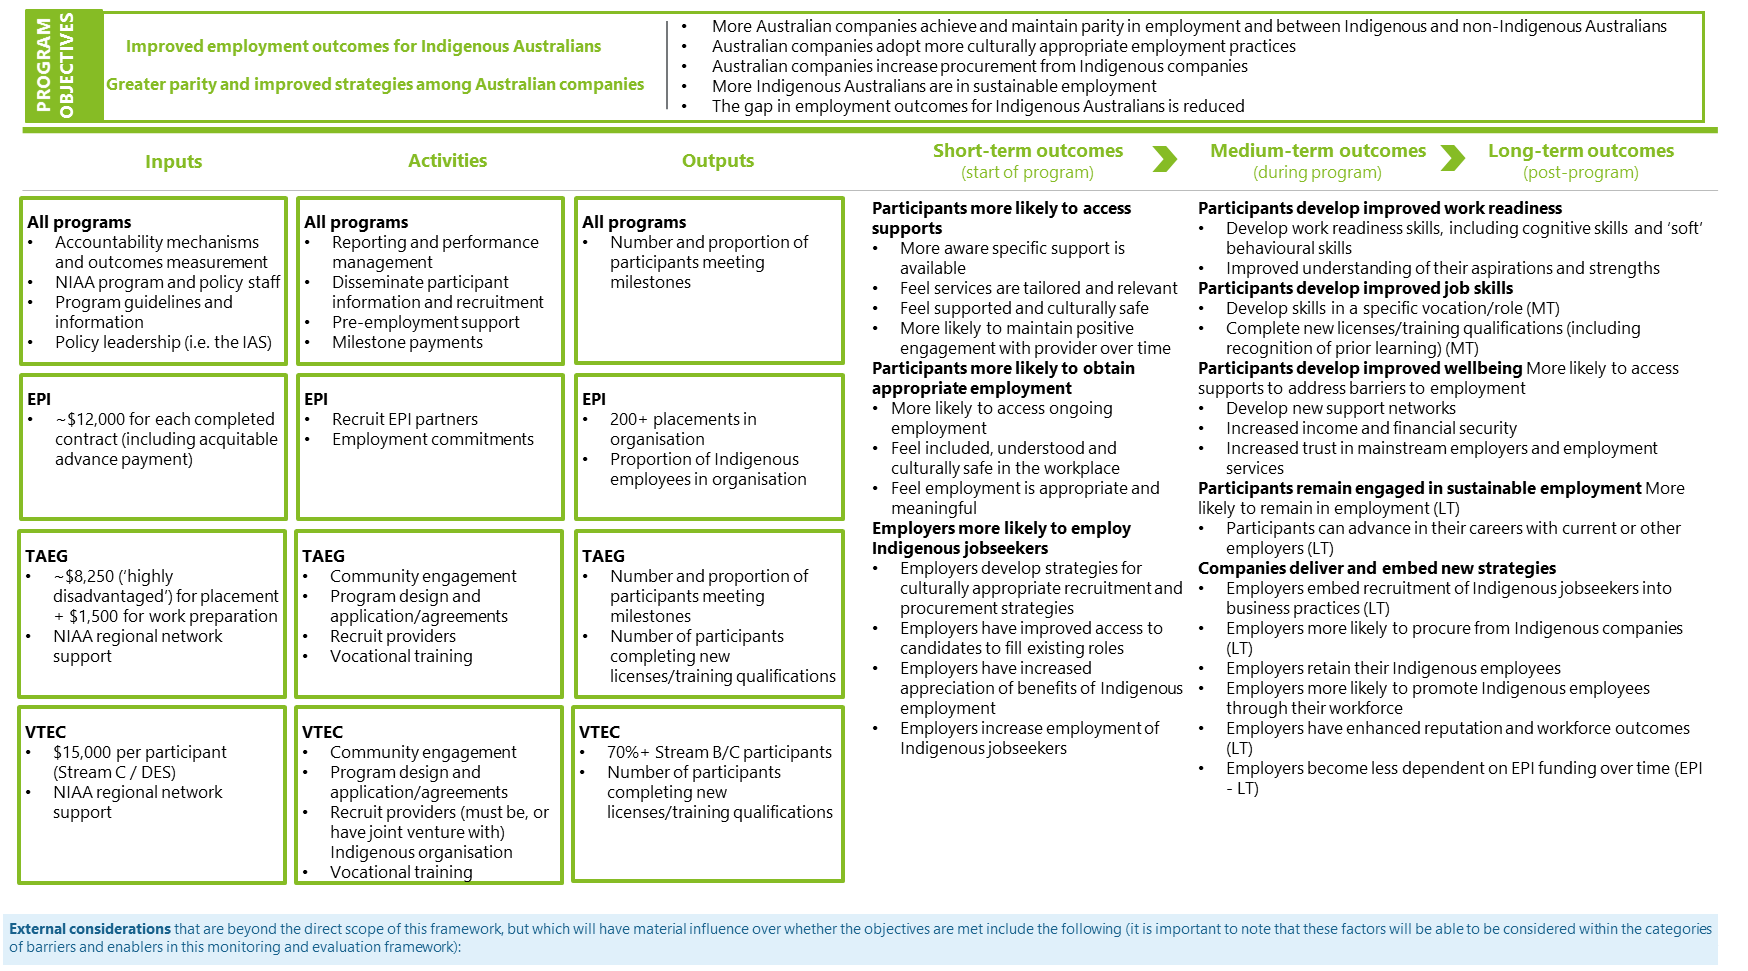 PROGRAM
OBJECTIVES
Improved employment outcomes for Indigenous Australians
Greater parity and improved strategies among Australian companies
• More Australian companies achieve and maintain parity in employment and between Indigenous and non-Indigenous Australians
• Australian companies adopt more culturally appropriate employment practices
• Australian companies increase procurement from Indigenous companies
• More Indigenous Australians are in sustainable employment
• The gap in employment outcomes for Indigenous Australians is reduced
Inputs
Activities
Outputs
Short-term outcomes
(start of program)
Medium-term outcomes
(during program)
Long-term outcomes
(post-program)
All programs
• Accountability mechanisms
and outcomes measurement
• NIAA program and policy staff
• Program guidelines and
information
• Policy leadership (i.e. the IAS)
All programs
• Reporting and performance
management
• Disseminate participant
information and recruitment
• Pre-employment support
• Milestone payments
All programs
• Number and proportion of
participants meeting
milestones
EPI
• ~$12,000 for each completed
contract (including acquitable
advance payment)
EPI
• Recruit EPI partners
• Employment commitments
EPI
• 200+ placements in
organisation
• Proportion of Indigenous
employees in organisation
TAEG
• ~$8,250 (‘highly
disadvantaged’) for placement
+ $1,500 for work preparation
• NIAA regional network
support
TAEG
• Community engagement
• Program design and
application/agreements
• Recruit providers
• Vocational training
TAEG
• Number and proportion of
participants meeting
milestones
• Number of participants
completing new
licenses/training qualifications
VTEC
• $15,000 per participant
(Stream C / DES)
• NIAA regional network
support
VTEC
• Community engagement
• Program design and
application/agreements
• Recruit providers (must be, or
have joint venture with)
Indigenous organisation
• Vocational training
VTEC
• 70%+ Stream B/C participants
• Number of participants
completing new
licenses/training qualifications
Participants more likely to access
supports
• More aware specific support is
available
• Feel services are tailored and relevant
• Feel supported and culturally safe
• More likely to maintain positive
engagement with provider over time
Participants more likely to obtain
appropriate employment
• More likely to access ongoing
employment
• Feel included, understood and
culturally safe in the workplace
• Feel employment is appropriate and
meaningful
Employers more likely to employ
Indigenous jobseekers
• Employers develop strategies for
culturally appropriate recruitment and
procurement strategies
• Employers have improved access to
candidates to fill existing roles
• Employers have increased
appreciation of benefits of Indigenous
employment
• Employers increase employment of
Indigenous jobseekers
Participants develop improved work readiness
• Develop work readiness skills, including cognitive skills and ‘soft’
behavioural skills
• Improved understanding of their aspirations and strengths
Participants develop improved job skills
• Develop skills in a specific vocation/role (MT)
• Complete new licenses/training qualifications (including
recognition of prior learning) (MT)
Participants develop improved wellbeing More likely to access
supports to address barriers to employment
• Develop new support networks
• Increased income and financial security
• Increased trust in mainstream employers and employment
services
Participants remain engaged in sustainable employment More
likely to remain in employment (LT)
• Participants can advance in their careers with current or other
employers (LT)
Companies deliver and embed new strategies
• Employers embed recruitment of Indigenous jobseekers into
business practices (LT)
• Employers more likely to procure from Indigenous companies
(LT)
• Employers retain their Indigenous employees
• Employers more likely to promote Indigenous employees
through their workforce
• Employers have enhanced reputation and workforce outcomes
(LT)
• Employers become less dependent on EPI funding over time (EPI
- LT)
External considerations that are beyond the direct scope of this framework, but which will have material influence over whether the objectives are met include the following (it is important to note that these factors will be able to be considered within the categories
of barriers and enablers in this monitoring and evaluation framework):